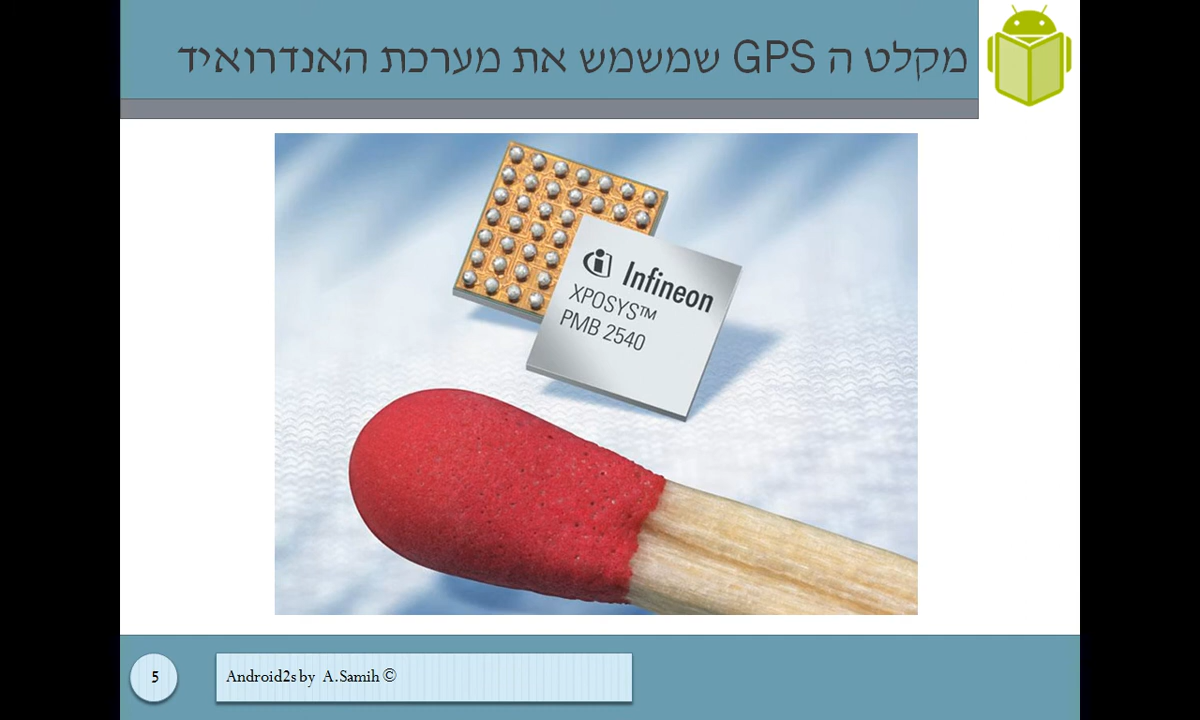 מקלט ה GPS שמשמש את מערכת האנדרואיד
Infineon
XPOSYS™
PMB 2540
5
Android2s by A.Samih ©